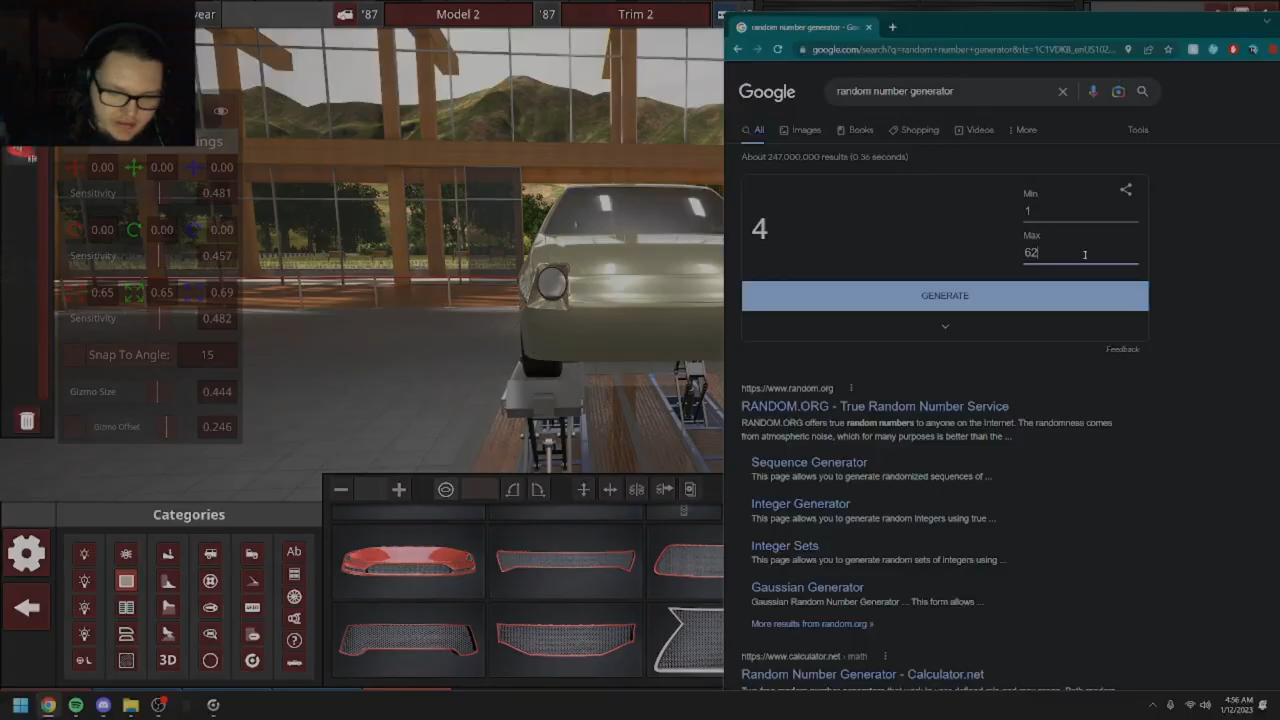 year
'87
Model 2
'87
Trim 2
random number generator - Goo
google.com/search?q=random+number+generator&rlz=1C1VDKB_enUS102...
Google
random number generator
All
Images
Books
Shopping
Videos
More
Tools
About 247,000,000 results (0.36 seconds)
4
Min
1
Max
62
GENERATE
Feedback
https://www.random.org
RANDOM.ORG - True Random Number Service
RANDOM.ORG offers true random numbers to anyone on the Internet. The randomness comes
from atmospheric noise, which for many purposes is better than the ...
Sequence Generator
This page allows you to generate randomized sequences of ...
Integer Generator
This page allows you to generate random integers using true ...
Integer Sets
This page allows you to generate random sets of integers using ...
Gaussian Generator
Gaussian Random Number Generator ... This form allows ...
More results from random.org »
https://www.calculator.net › math
Random Number Generator - Calculator.net
ings
0.00 0.00 0.00
Sensitivity 0.481
0.00 0.00 0.00
Sensitivity 0.457
0.65 0.65 0.69
Sensitivity 0.482
Snap To Angle: 15
Gizmo Size 0.444
Gizmo Offset 0.246
Categories
Ab
3D
L
4:56 AM
1/12/2023